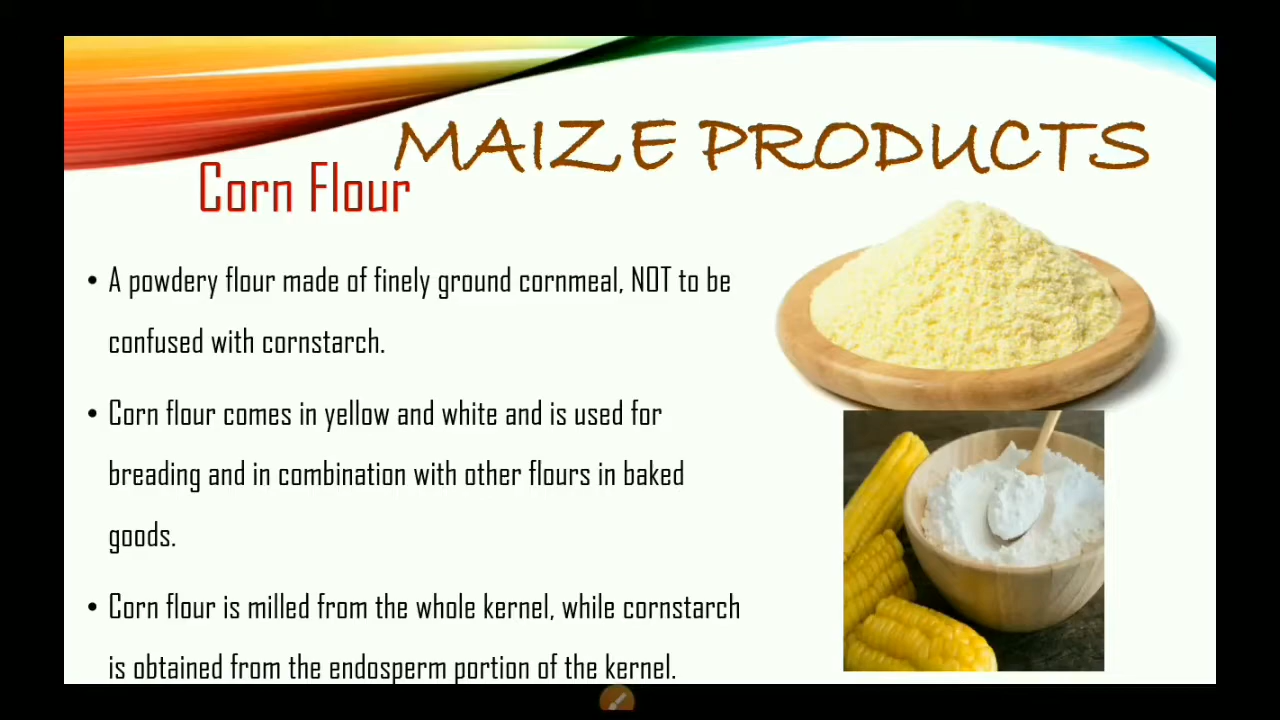 MAIZE PRODUCTS
Corn Flour
• A powdery flour made of finely ground cornmeal, NOT to be
confused with cornstarch.
• Corn flour comes in yellow and white and is used for
breading and in combination with other flours in baked
goods.
• Corn flour is milled from the whole kernel, while cornstarch
is obtained from the endosperm portion of the kernel.